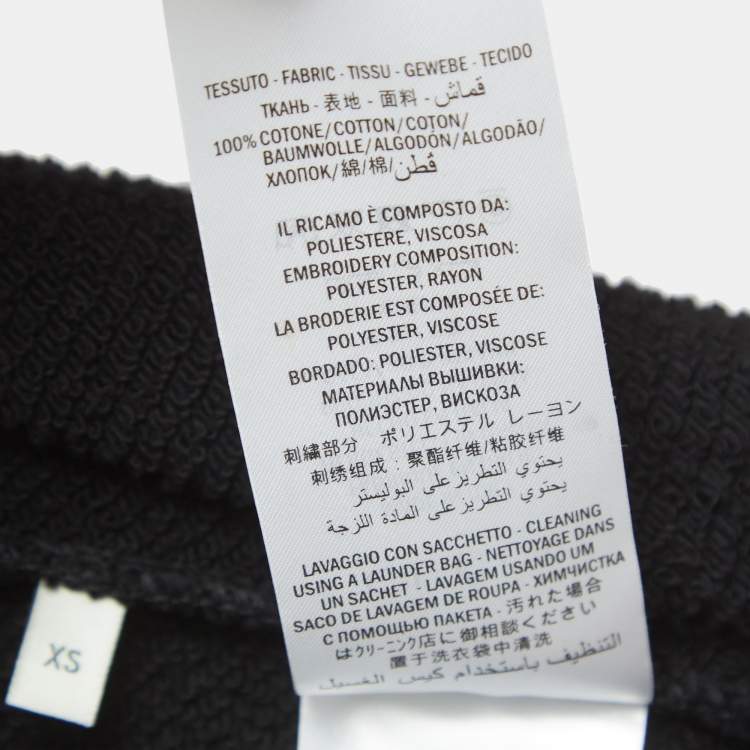 TESSUTO - FABRIC - TISSU - GEWEBE - TECIDO
ТКАНЬ - 表地 - 面料 - قماش
100% COTONE/COTTON/COTON/
BAUMWOLLE/ALGODÓN/ALGODÃO/
ХЛОПОК/綿/棉/قطن
IL RICAMO È COMPOSTO DA:
POLIESTERE, VISCOSA
EMBROIDERY COMPOSITION:
POLYESTER, RAYON
LA BRODERIE EST COMPOSÉE DE:
POLYESTER, VISCOSE
BORDADO: POLIESTER, VISCOSE
МАТЕРИАЛЫ ВЫШИВКИ:
ПОЛИЭСТЕР, ВИСКОЗА
刺繍部分 ポリエステル レーヨン
刺绣组成：聚酯纤维/粘胶纤维
يحتوي التطريز على البوليستر
يحتوي التطريز على المادة اللزجة
LAVAGGIO CON SACCHETTO - CLEANING
USING A LAUNDER BAG - NETTOYAGE DANS
UN SACHET - LAVAGEM USANDO UM
SACO DE LAVAGEM DE ROUPA - ХИМЧИСТКА
С ПОМОЩЬЮ ПАКЕТА - 汚れた場合
はクリーニング店に御相談ください
置于洗衣袋中清洗
التنظيف باستخدام كيس الغسيل
XS